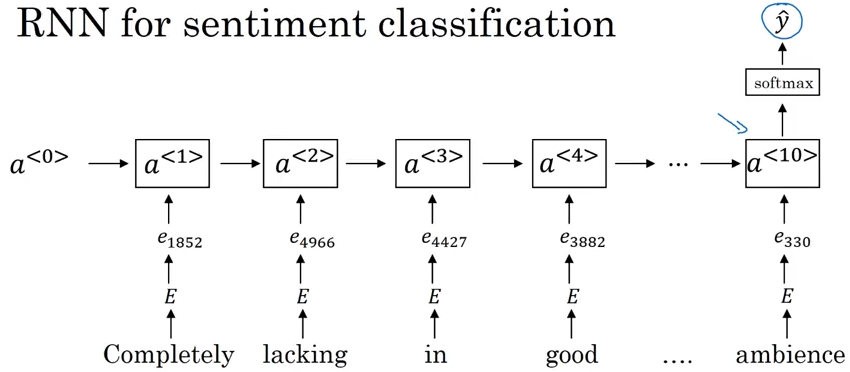 RNN for sentiment classification
ŷ
softmax
a<0> a<1> a<2> a<3> a<4> ... a<10>
e1852 e4966 e4427 e3882 e330
E E E E E
Completely lacking in good .... ambience